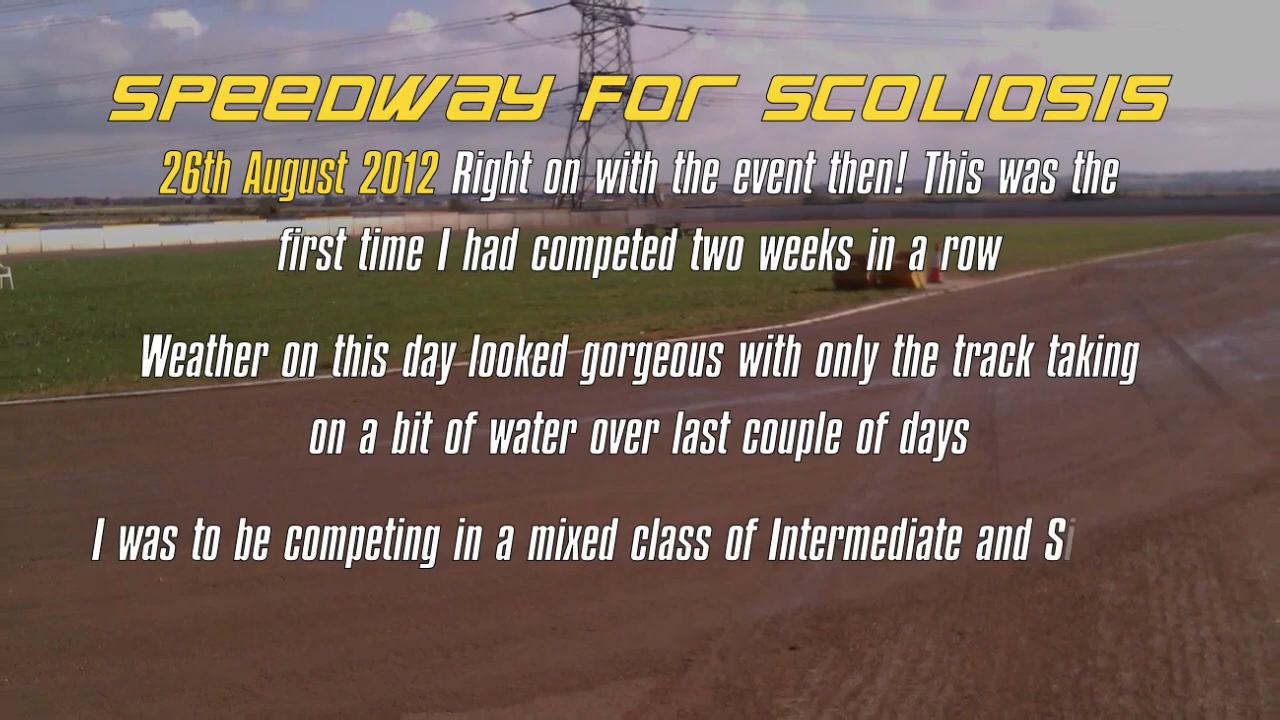 SPEEDWAY FOR SCOLIOSIS
26th August 2012 Right on with the event then! This was the
first time I had competed two weeks in a row
Weather on this day looked gorgeous with only the track taking
on a bit of water over last couple of days
I was to be competing in a mixed class of Intermediate and Si